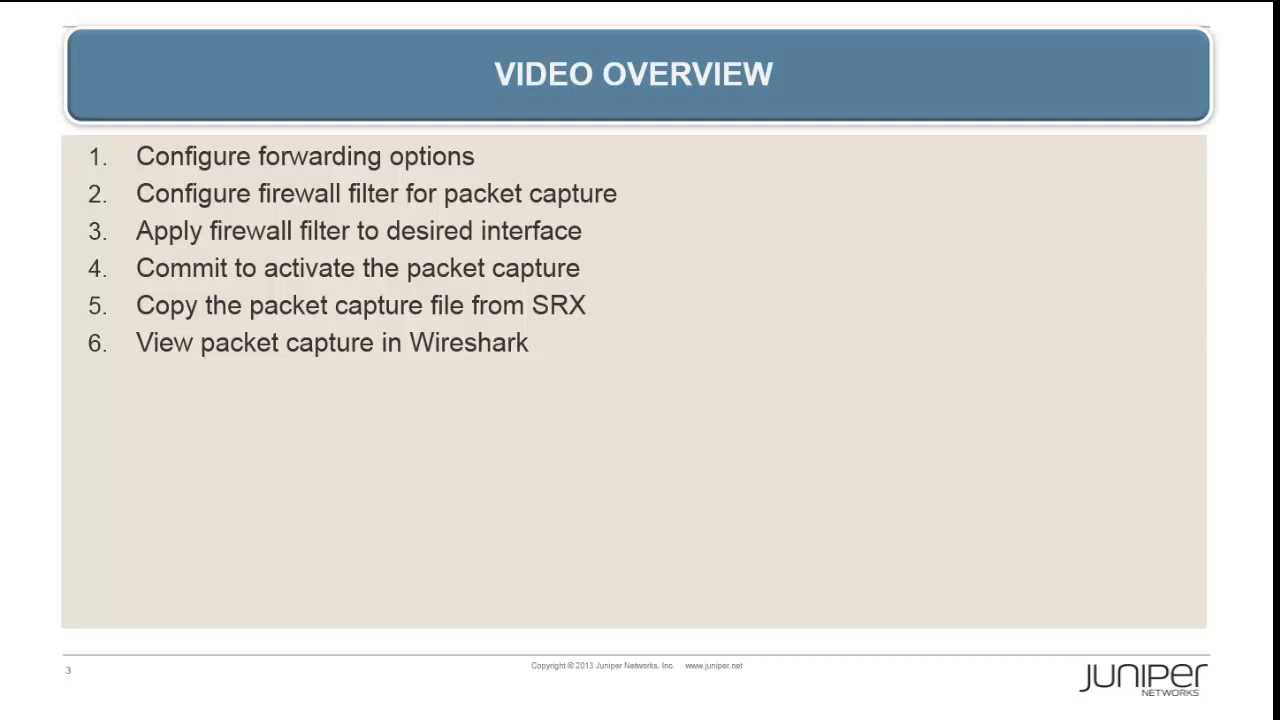 VIDEO OVERVIEW
1. Configure forwarding options
2. Configure firewall filter for packet capture
3. Apply firewall filter to desired interface
4. Commit to activate the packet capture
5. Copy the packet capture file from SRX
6. View packet capture in Wireshark
3
Copyright © 2013 Juniper Networks, Inc. www.juniper.net
JUNIPER
NETWORKS